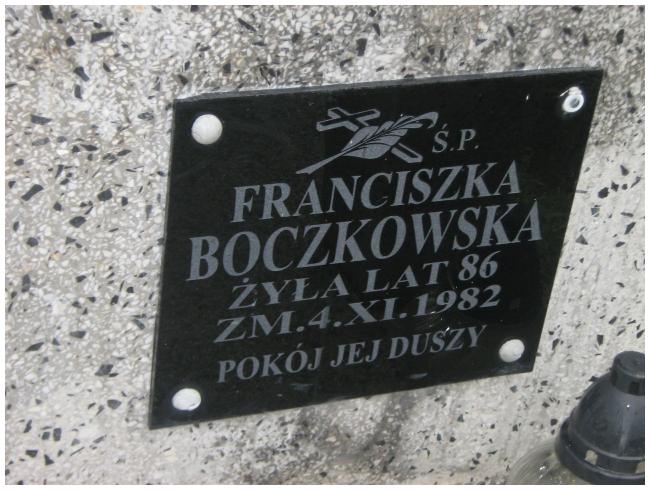 Ś.P.
FRANCISZKA
BOCZKOWSKA
ŻYŁA LAT 86
ZM.4.XI.1982
POKÓJ JEJ DUSZY